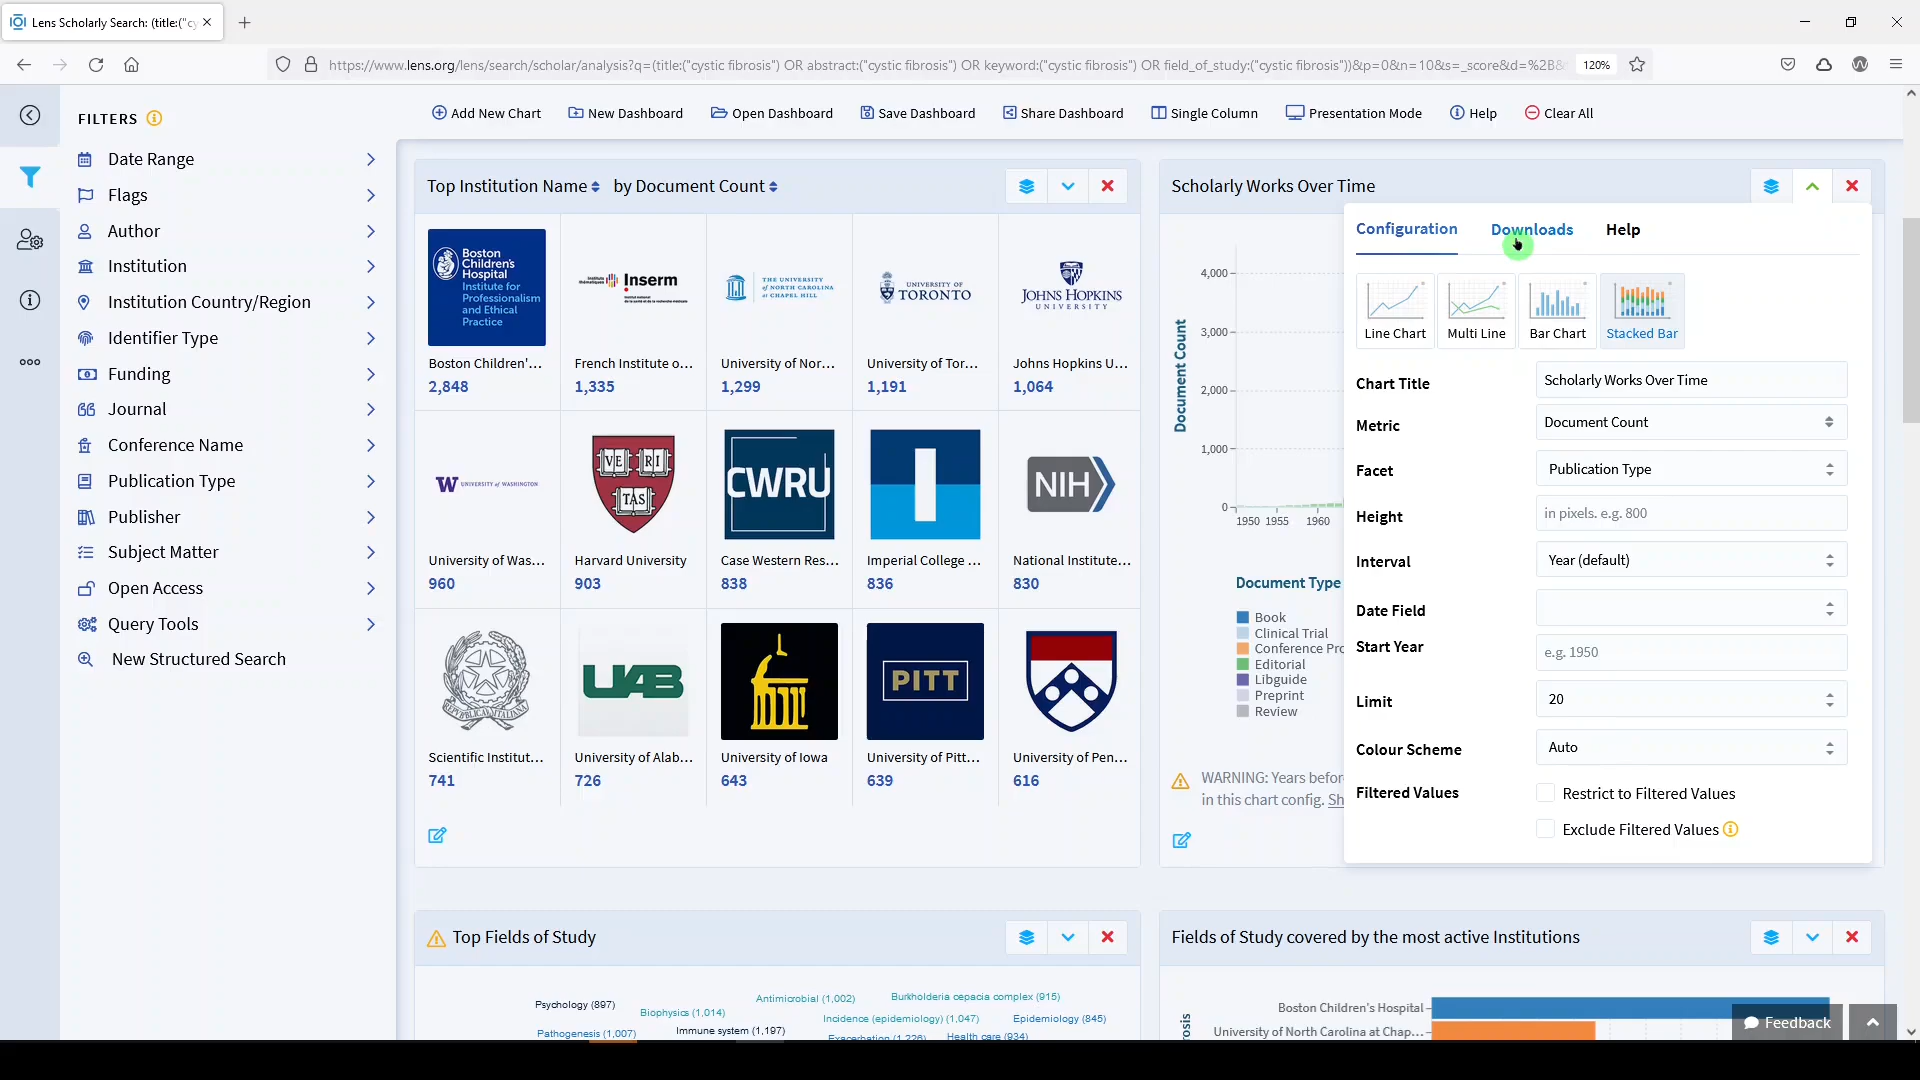 Lens Scholarly Search: (title:("cy
https://www.lens.org/lens/search/scholar/analysis?q=(title:("cystic fibrosis") OR abstract:("cystic fibrosis") OR keyword:("cystic fibrosis") OR field_of_study:("cystic fibrosis"))&p=0&n=10&s=_score&d=%2B&
120%
FILTERS
Date Range
Flags
Author
Institution
Institution Country/Region
Identifier Type
Funding
Journal
Conference Name
Publication Type
Publisher
Subject Matter
Open Access
Query Tools
New Structured Search
Add New Chart New Dashboard Open Dashboard Save Dashboard Share Dashboard Single Column Presentation Mode Help Clear All
Top Institution Name by Document Count
Boston Children's Hospital
Institute for Professionalism and Ethical Practice
Inserm
THE UNIVERSITY of NORTH CAROLINA at CHAPEL HILL
UNIVERSITY OF TORONTO
JOHNS HOPKINS UNIVERSITY
Boston Children'... French Institute o... University of Nor... University of Tor... Johns Hopkins U...
2,848 1,335 1,299 1,191 1,064
W UNIVERSITY of WASHINGTON
VE RI TAS
CWRU
NIH
University of Was... Harvard University Case Western Res... Imperial College ... National Institute...
960 903 838 836 830
REPVBBLICA ITALIANA
UAB
PITT
Scientific Institut... University of Alab... University of Iowa University of Pitt... University of Pen...
741 726 643 639 616
Scholarly Works Over Time
Document Count
4,000
3,000
2,000
1,000
0
1950 1955 1960
Document Type
Book
Clinical Trial
Conference Pro
Editorial
Libguide
Preprint
Review
WARNING: Years befor
in this chart config. Sh
Configuration Downloads Help
Line Chart Multi Line Bar Chart Stacked Bar
Chart Title Scholarly Works Over Time
Metric Document Count
Facet Publication Type
Height in pixels. e.g. 800
Interval Year (default)
Date Field
Start Year e.g. 1950
Limit 20
Colour Scheme Auto
Filtered Values Restrict to Filtered Values
Exclude Filtered Values
Top Fields of Study
Psychology (897)
Antimicrobial (1,002)
Burkholderia cepacia complex (915)
Biophysics (1,014)
Incidence (epidemiology) (1,047)
Epidemiology (845)
Pathogenesis (1,007)
Immune system (1,197)
Exacerbation (1,226)
Health care (934)
Fields of Study covered by the most active Institutions
Boston Children's Hospital
University of North Carolina at Chap...
rosis
Feedback